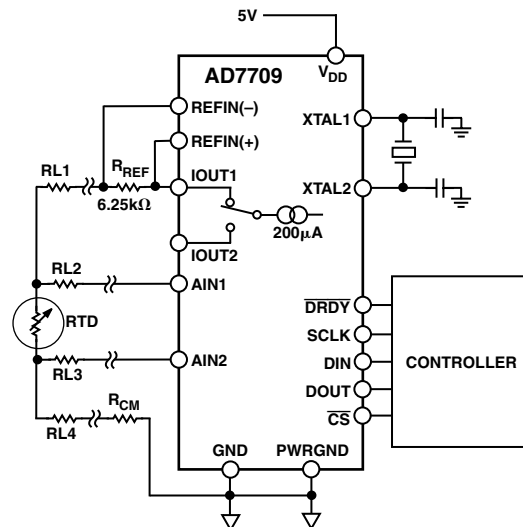 5V
AD7709
VDD
REFIN(–)
XTAL1
REFIN(+)
RL1
RREF
IOUT1
6.25kΩ
XTAL2
200μA
IOUT2
RL2
AIN1
RTD
DRDY
SCLK
RL3
AIN2
DIN
CONTROLLER
DOUT
RCM
CS
RL4
GND
PWRGND